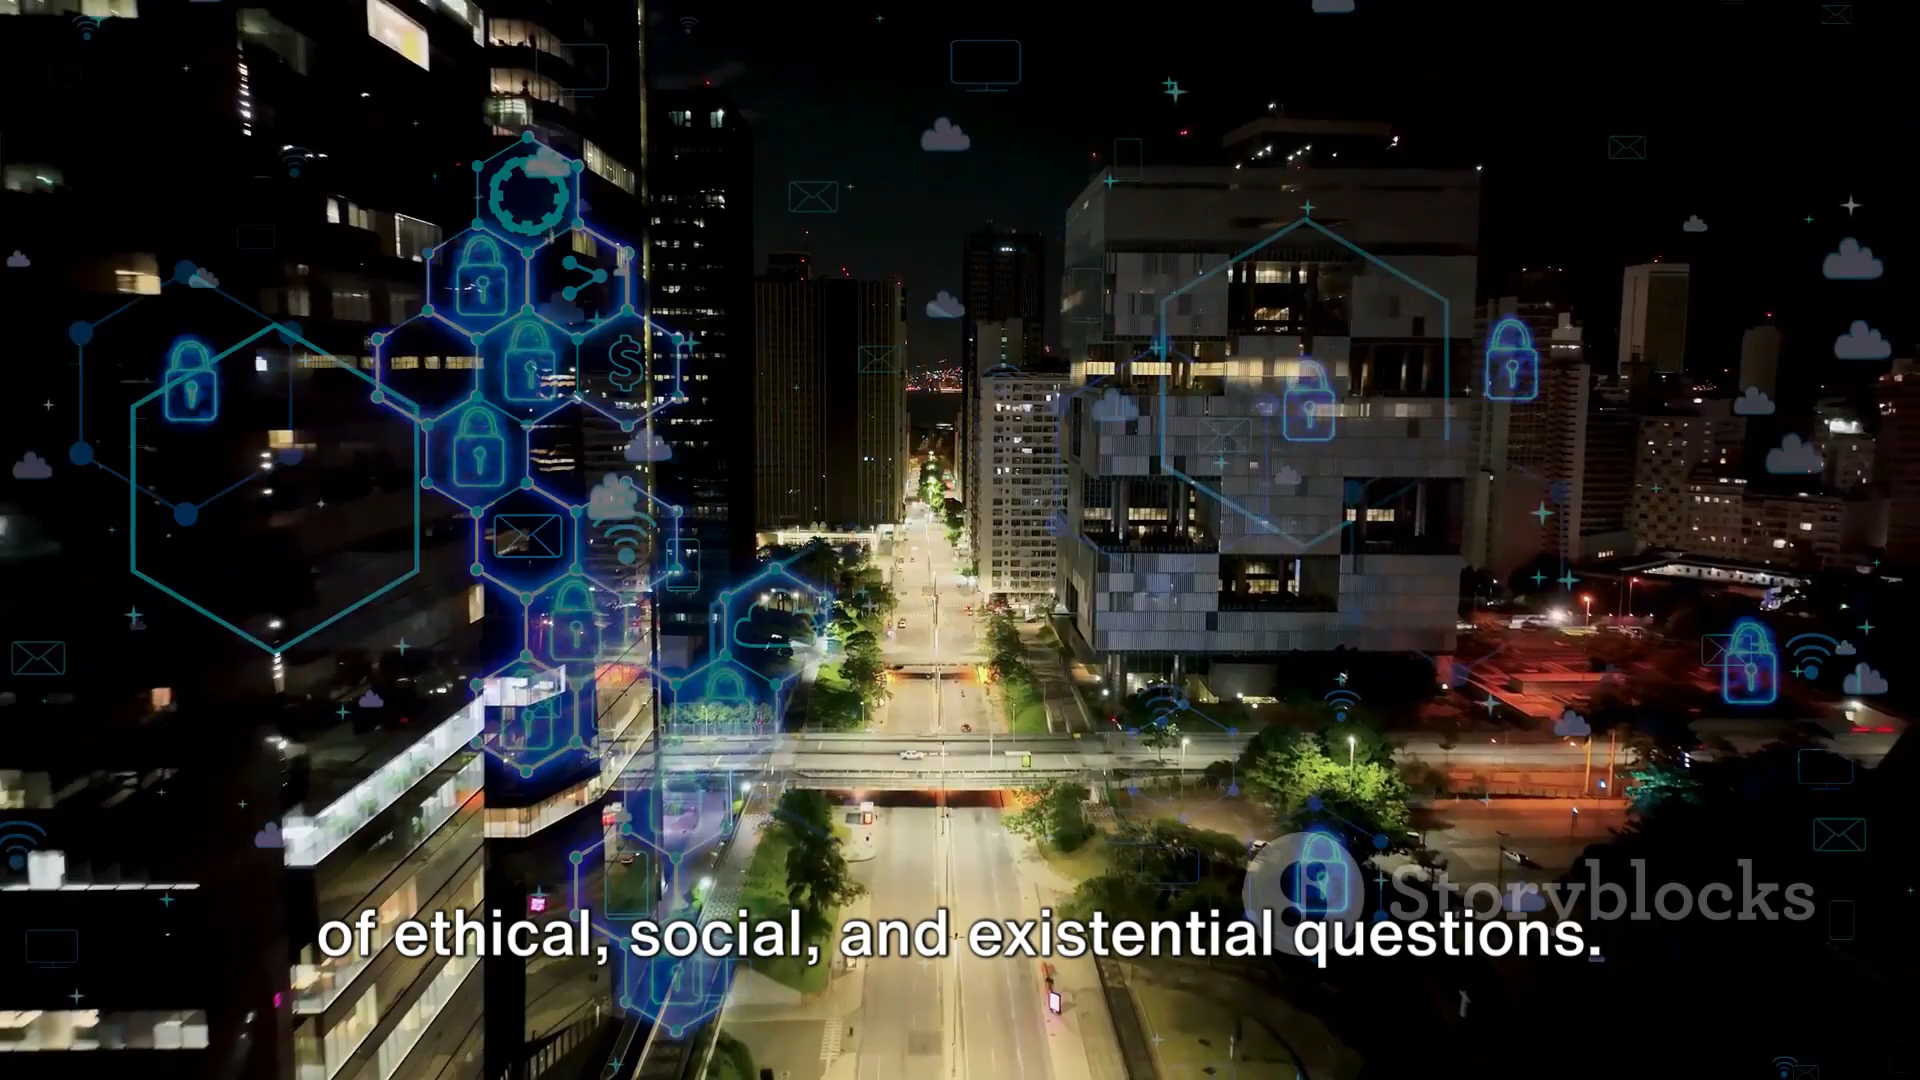 Storyblocks
of ethical, social, and existential questions.